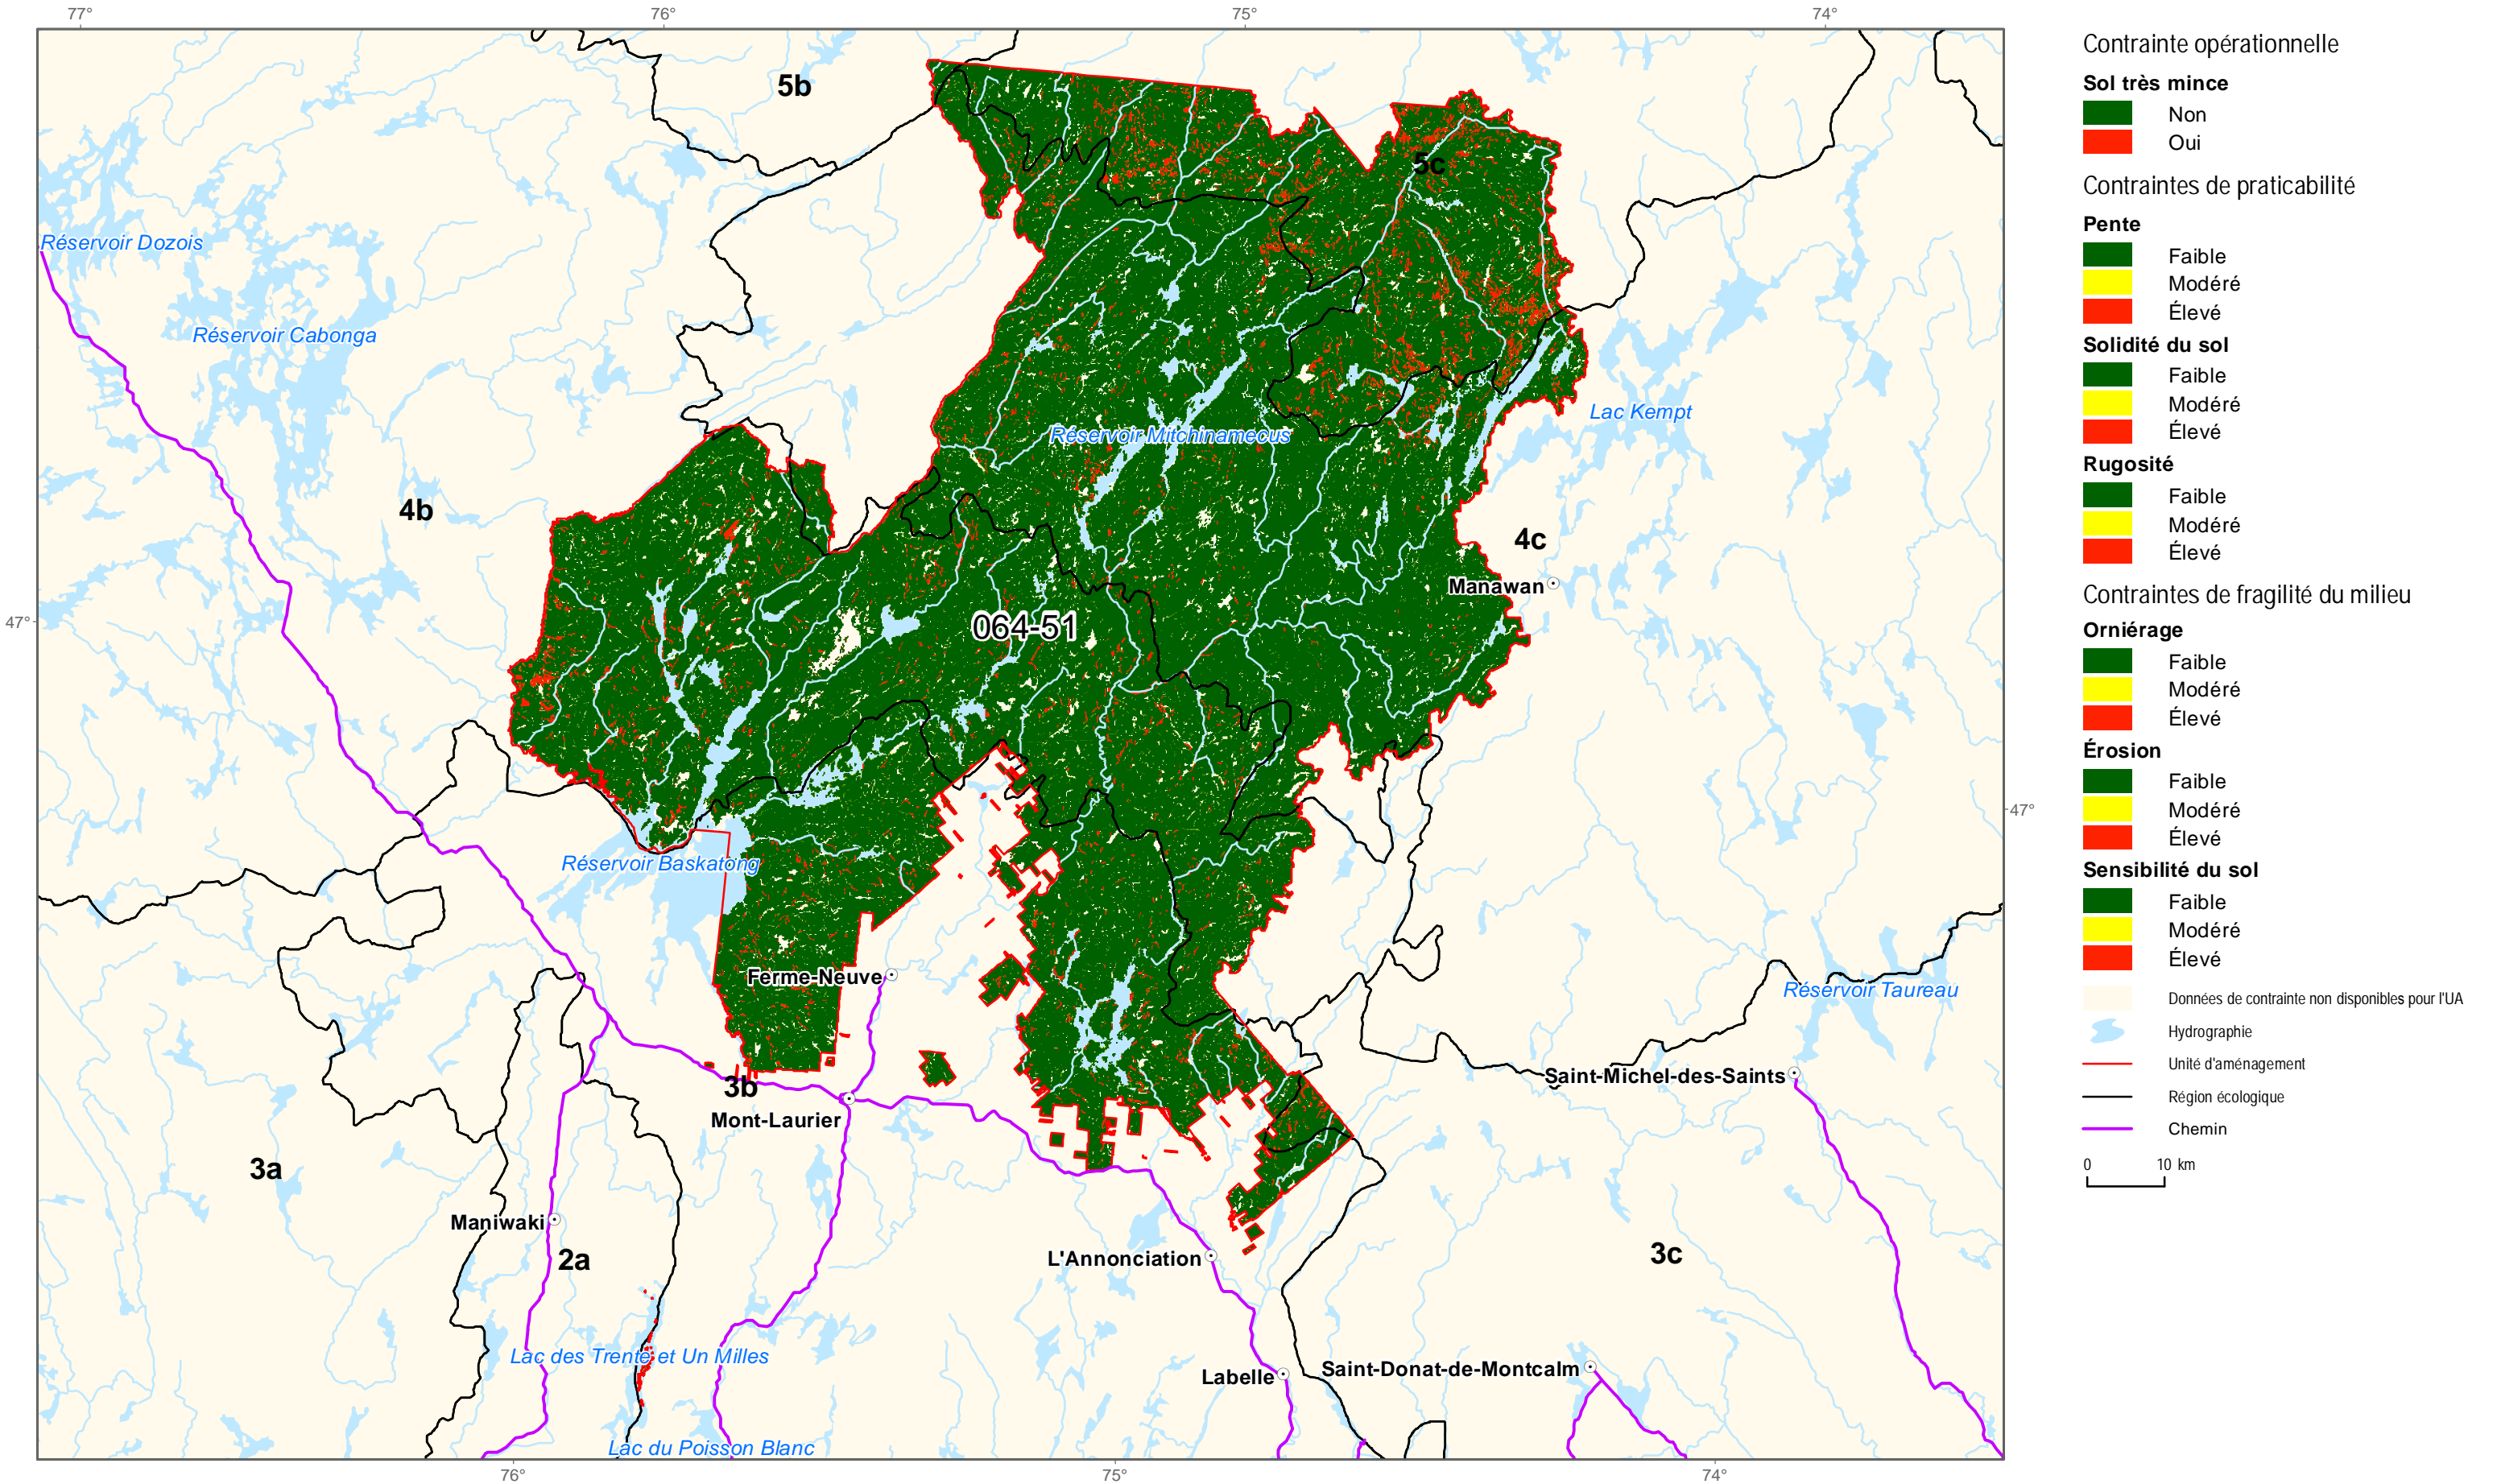 77°
76°
75°
74°
5b
5c
Réservoir Dozois
Réservoir Cabonga
Lac Kempt
Réservoir Mitchinamecus
4b
4c
Manawan
47°
064-51
47°
Réservoir Baskatong
Ferme-Neuve
Réservoir Taureau
Saint-Michel-des-Saints
3b
Mont-Laurier
3a
Maniwaki
2a
L'Annonciation
3c
Lac des Trente et Un Milles
Labelle
Saint-Donat-de-Montcalm
Lac du Poisson Blanc
76°
75°
74°
Contrainte opérationnelle
Sol très mince
Non
Oui
Contraintes de praticabilité
Pente
Faible
Modéré
Élevé
Solidité du sol
Faible
Modéré
Élevé
Rugosité
Faible
Modéré
Élevé
Contraintes de fragilité du milieu
Orniérage
Faible
Modéré
Élevé
Érosion
Faible
Modéré
Élevé
Sensibilité du sol
Faible
Modéré
Élevé
Données de contrainte non disponibles pour l'UA
Hydrographie
Unité d'aménagement
Région écologique
Chemin
0 10 km